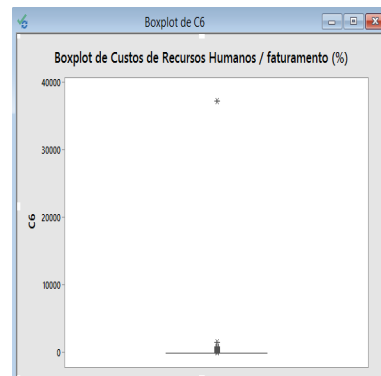 Boxplot de C6
Boxplot de Custos de Recursos Humanos / faturamento (%)
40000
30000
C6
20000
10000
0